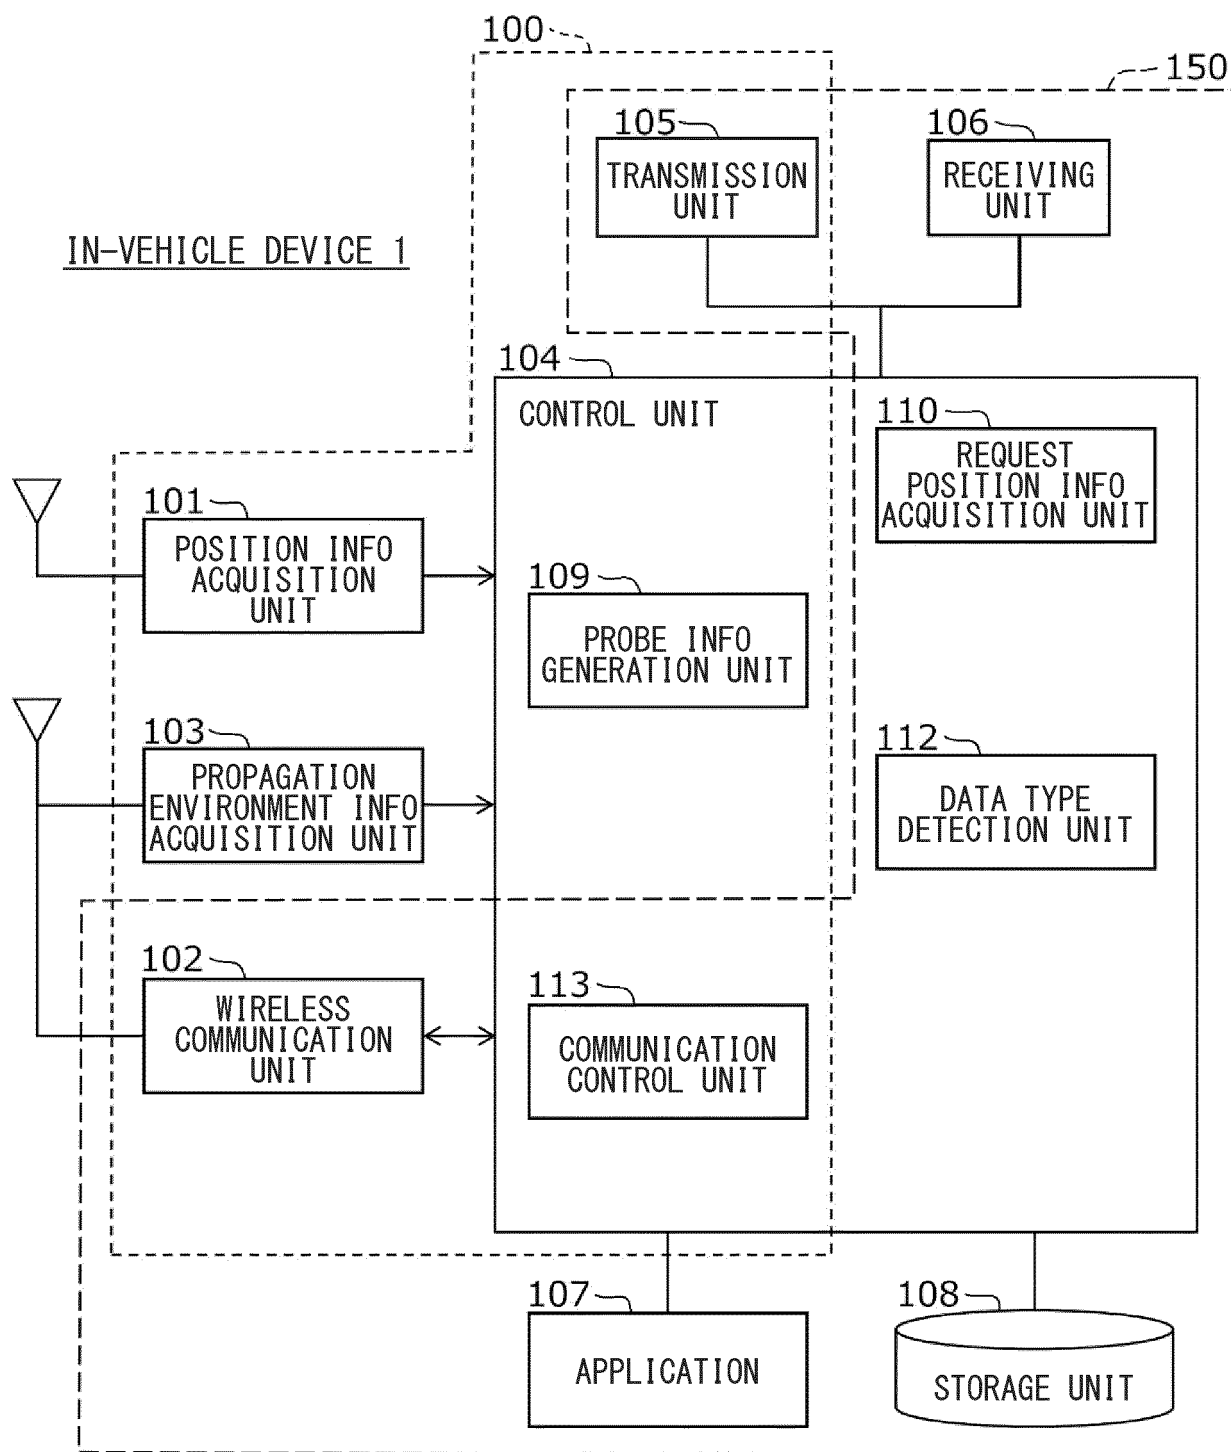 100
150
105
106
TRANSMISSION
UNIT
RECEIVING
UNIT
IN-VEHICLE DEVICE 1
104
CONTROL UNIT
110
REQUEST
POSITION INFO
ACQUISITION UNIT
101
POSITION INFO
ACQUISITION
UNIT
109
PROBE INFO
GENERATION UNIT
103
PROPAGATION
ENVIRONMENT INFO
ACQUISITION UNIT
112
DATA TYPE
DETECTION UNIT
102
WIRELESS
COMMUNICATION
UNIT
113
COMMUNICATION
CONTROL UNIT
107
APPLICATION
108
STORAGE UNIT